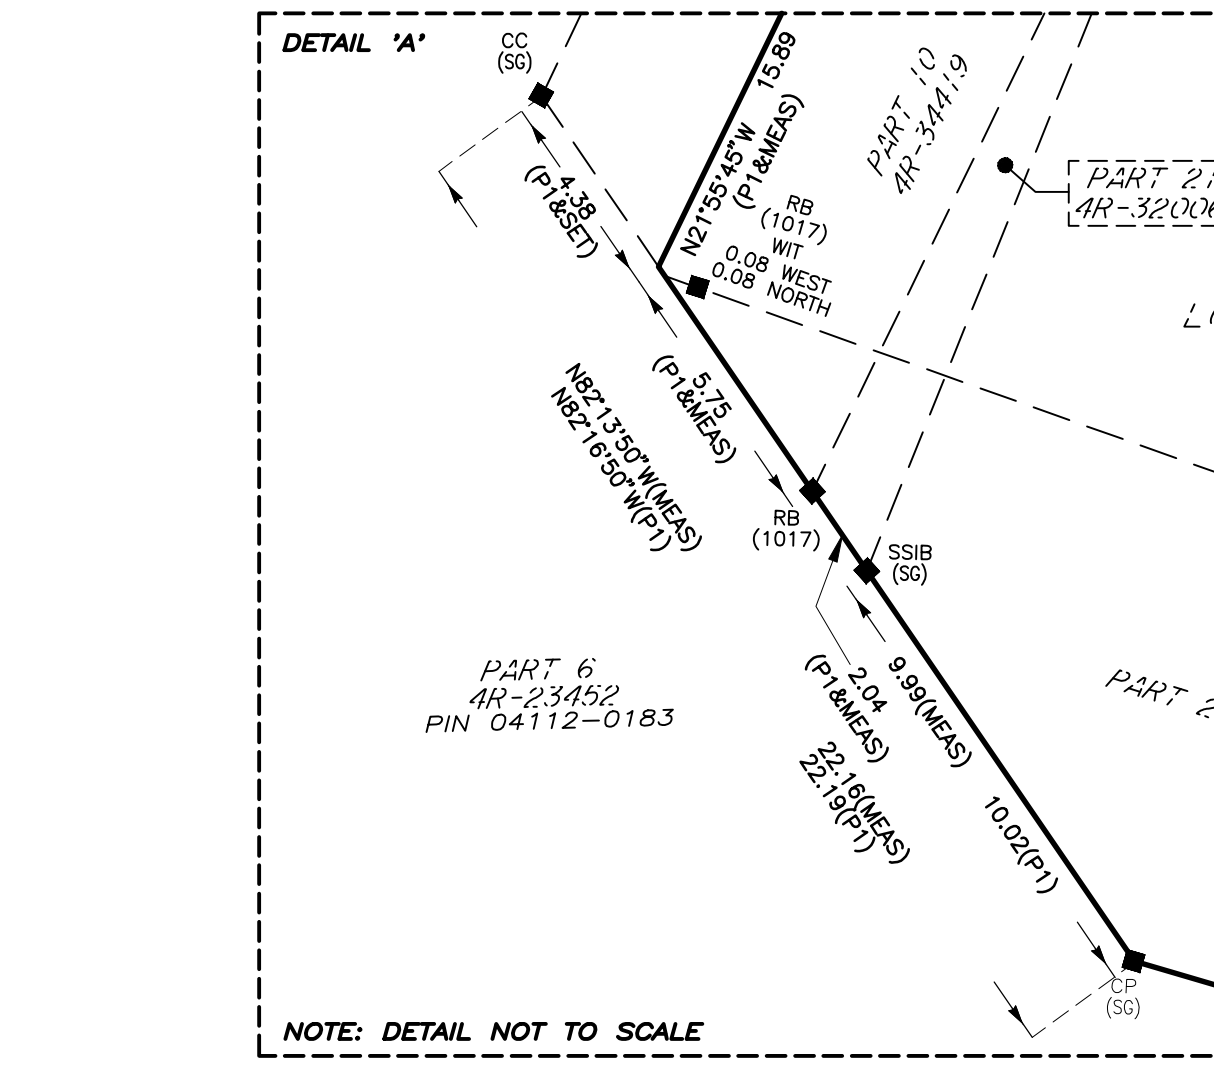 DETAIL 'A'
CC
(SG)
15.89
N21°55'45"W
(P1&MEAS)
PART 10
4R-34419
PART
4R-32006
4.38
(P1&SET)
RB
(1017)
WIT
0.08 WEST
0.08 NORTH
5.75
(P1&MEAS)
N82°13'50"W(MEAS)
N82°16'50"W(P1)
RB
(1017)
SSIB
(SG)
PART 6
4R-23452
PIN 04112-0183
2.04
(P1&MEAS)
9.99(MEAS)
PART 2
22.16(MEAS)
22.19(P1)
10.02(P1)
CP
(SG)
NOTE: DETAIL NOT TO SCALE